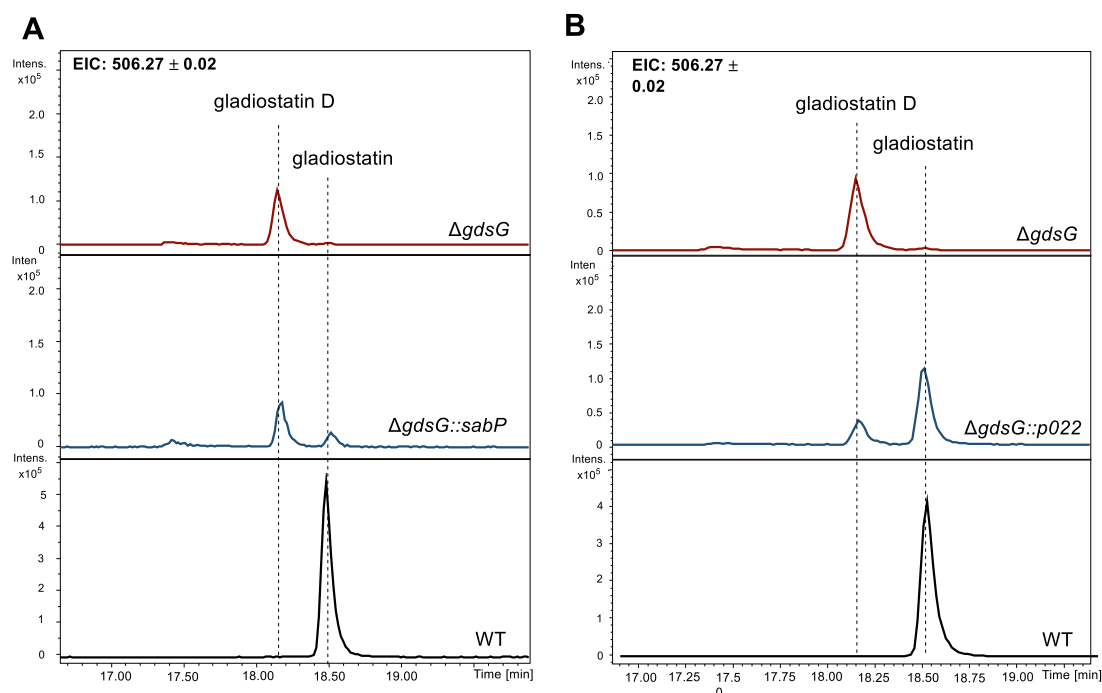 A
Intens.
x10⁵
EIC: 506.27 ± 0.02
gladiostatin D
gladiostatin
2.0
1.5
1.0
0
ΔgdsG
Inten
x10⁵
2.0
1.5
1.0
0
ΔgdsG::sabP
Intens.
x10⁵
5
4
3
2
1
0
WT
17.00 17.50 18.00 18.50 19.00 Time [min]
B
Intens.
x10⁵
EIC: 506.27 ±
0.02
gladiostatin D
gladiostatin
2.0
1.5
1.0
0.5
0
ΔgdsG
Inten
x10⁵
2.0
1.5
1.0
0.5
0
ΔgdsG::p022
Intens.
x10⁵
4
3
2
1
0
WT
17.00 17.25 17.5 17.75 18.00 18.25 18.50 18.75 19.00 Time [min]
0